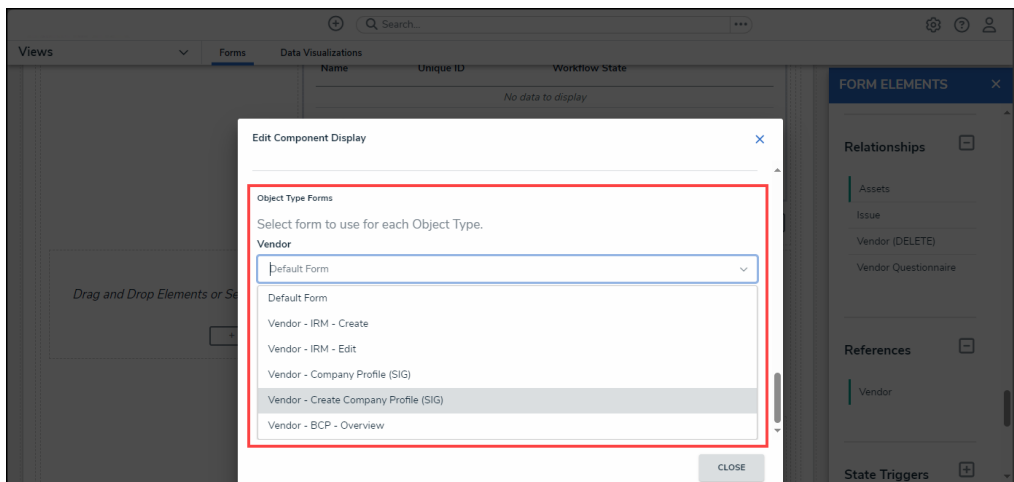 Search...
Views
Forms
Data Visualizations
Name
Unique ID
Workflow State
No data to display
FORM ELEMENTS
Edit Component Display
Relationships
Object Type Forms
Assets
Select form to use for each Object Type.
Issue
Vendor
Vendor (DELETE)
Default Form
Vendor Questionnaire
Drag and Drop Elements or Se
Default Form
Vendor - IRM - Create
Vendor - IRM - Edit
References
Vendor - Company Profile (SIG)
Vendor
Vendor - Create Company Profile (SIG)
Vendor - BCP - Overview
CLOSE
State Triggers